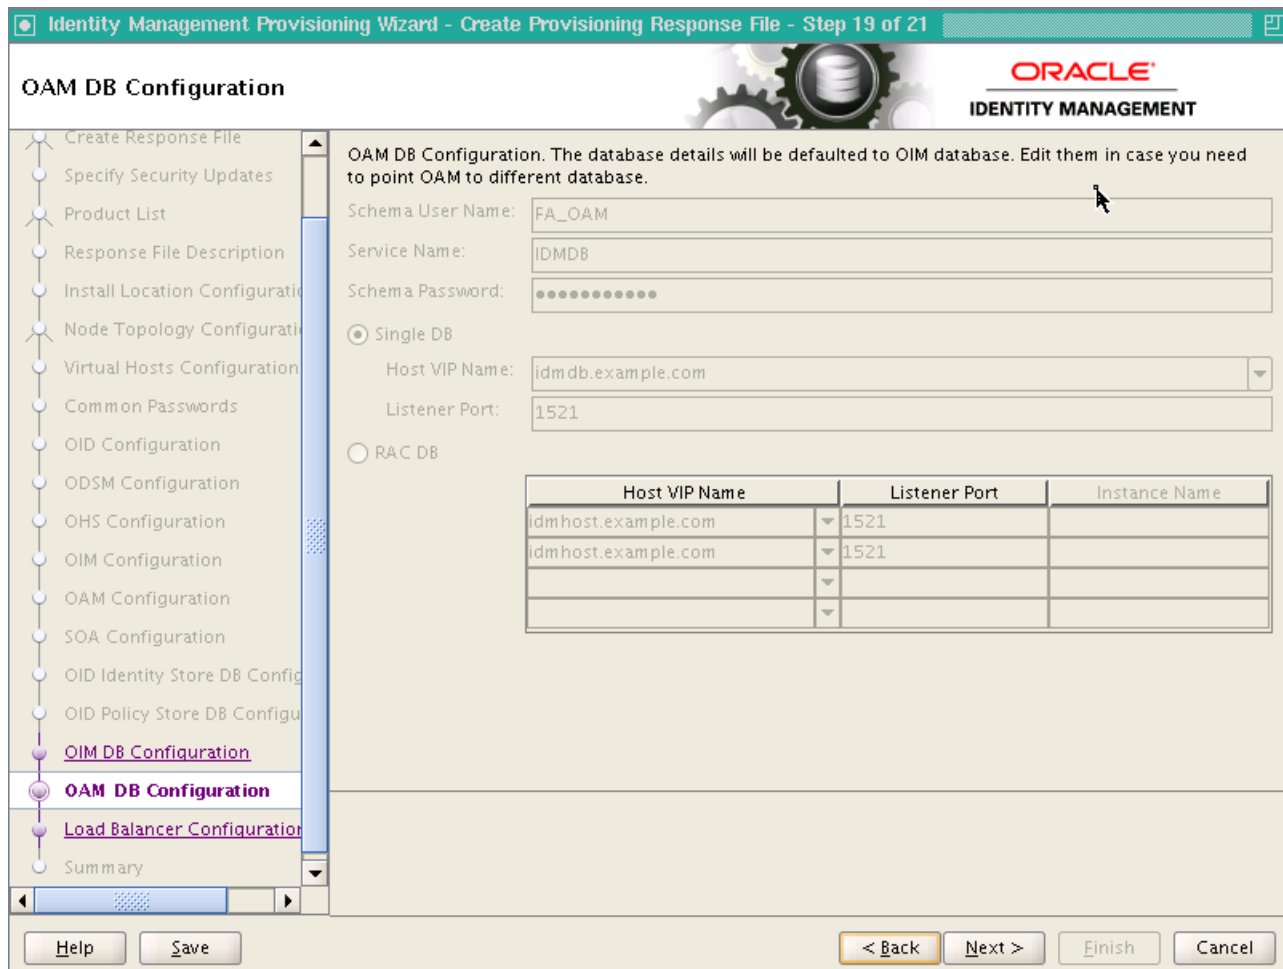 Identity Management Provisioning Wizard - Create Provisioning Response File - Step 19 of 21
OAM DB Configuration
ORACLE
IDENTITY MANAGEMENT
Create Response File
Specify Security Updates
Product List
Response File Description
Install Location Configuratio
Node Topology Configurati
Virtual Hosts Configuration
Common Passwords
OID Configuration
ODSM Configuration
OHS Configuration
OIM Configuration
OAM Configuration
SOA Configuration
OID Identity Store DB Config
OID Policy Store DB Configu
OIM DB Configuration
OAM DB Configuration
Load Balancer Configuration
Summary
OAM DB Configuration. The database details will be defaulted to OIM database. Edit them in case you need
to point OAM to different database.
Schema User Name: FA_OAM
Service Name: IDMDB
Schema Password: ●●●●●●●●●●●
Single DB
Host VIP Name: idmdb.example.com
Listener Port: 1521
RAC DB
Host VIP Name Listener Port Instance Name
idmhost.example.com 1521
idmhost.example.com 1521
Help Save < Back Next > Finish Cancel